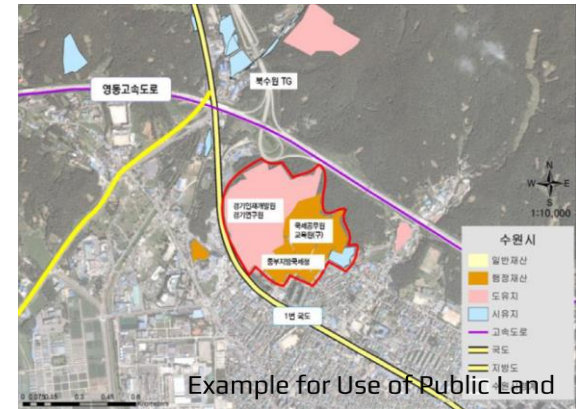 북수원 TG
영동고속도로
경기인재개발원
경기연구원
국세공무원
교육원(구)
중부지방국세청
1번 국도
N
W
E
S
1:10,000
수원시
일반재산
행정재산
도유지
시유지
고속도로
국도
지방도
Example for Use of Public Land